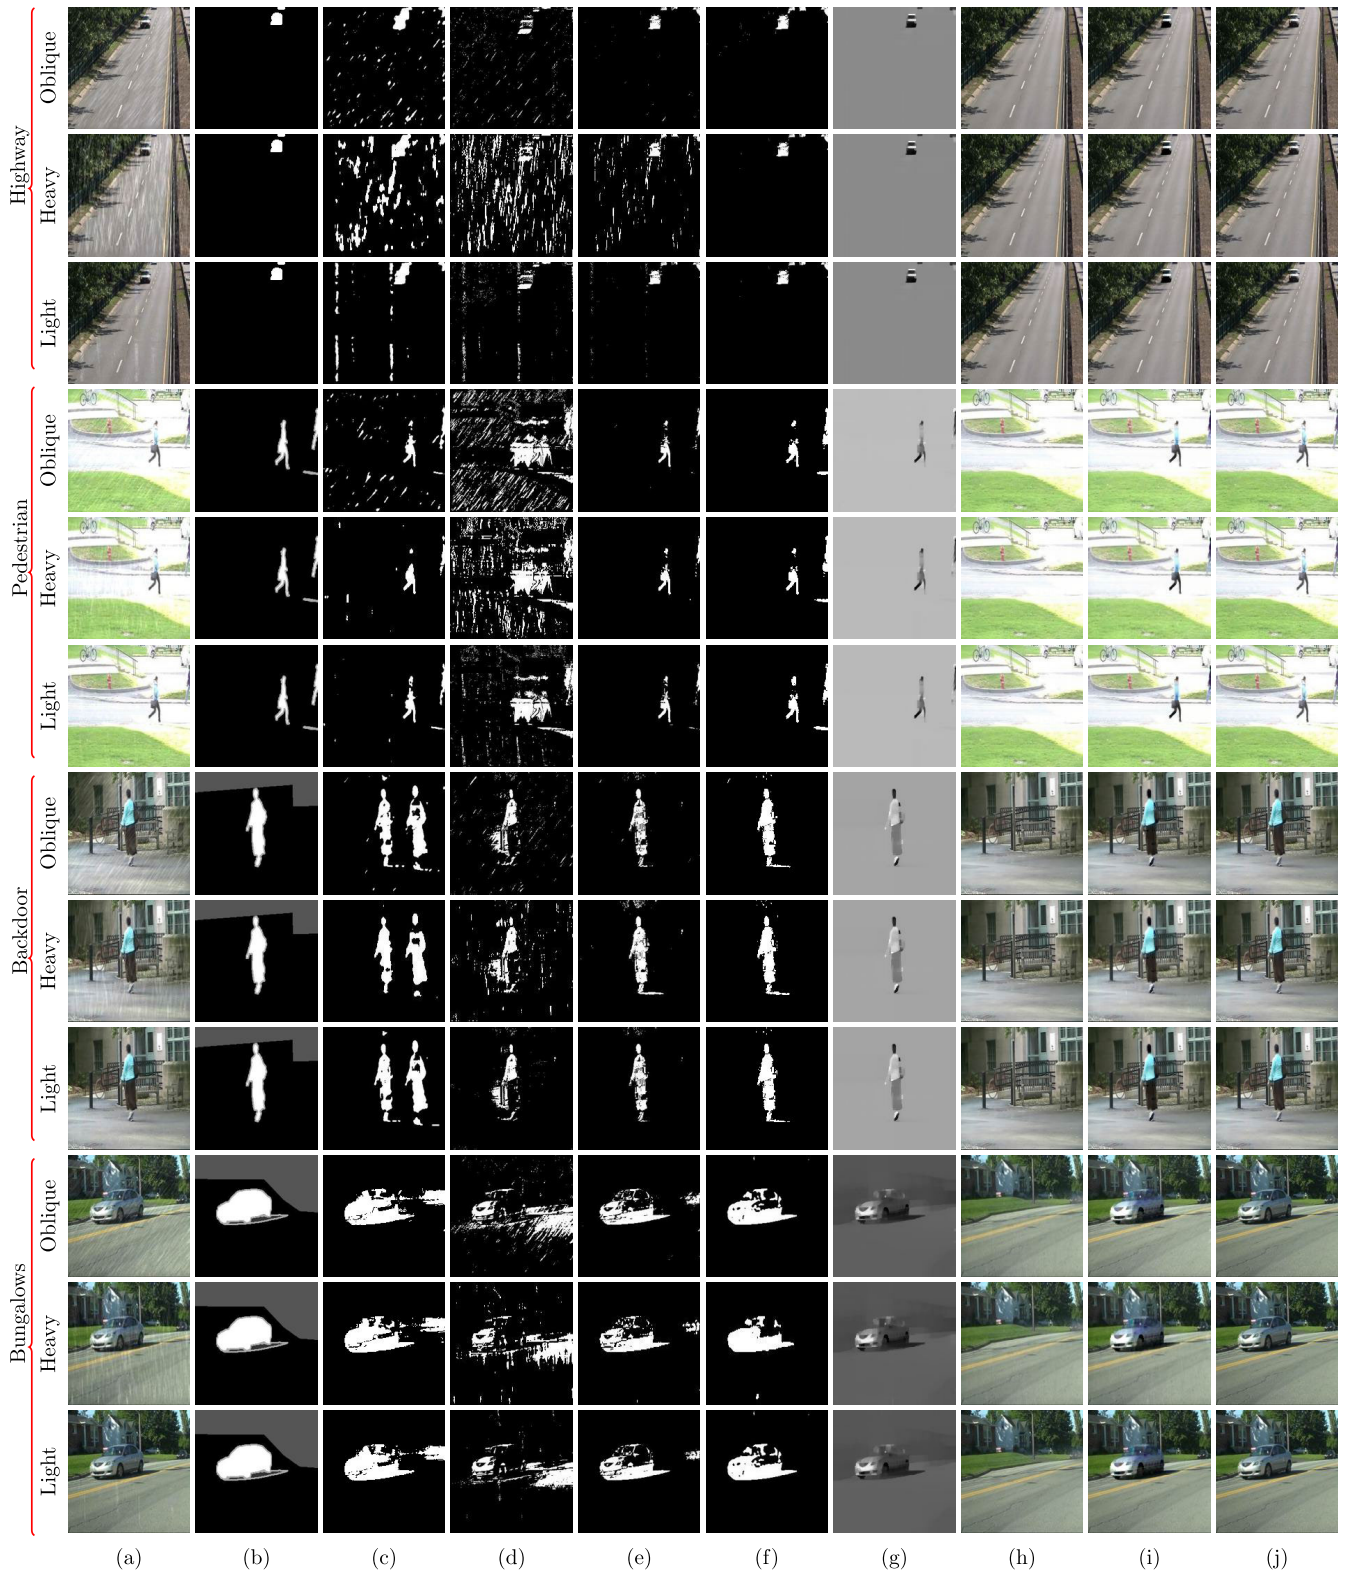 Highway
Oblique
Heavy
Light
Pedestrian
Oblique
Heavy
Light
Backdoor
Oblique
Heavy
Light
Bungalows
Oblique
Heavy
Light
(a) (b) (c) (d) (e) (f) (g) (h) (i) (j)